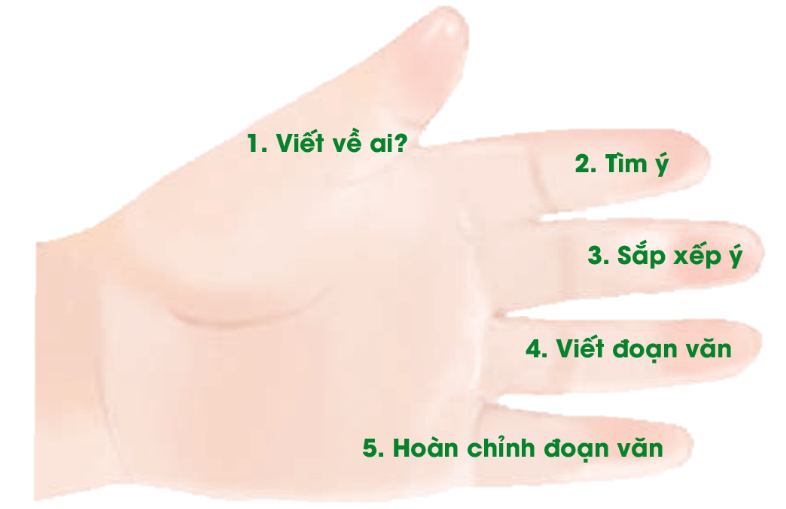 1. Viết về ai?
2. Tìm ý
3. Sắp xếp ý
4. Viết đoạn văn
5. Hoàn chỉnh đoạn văn